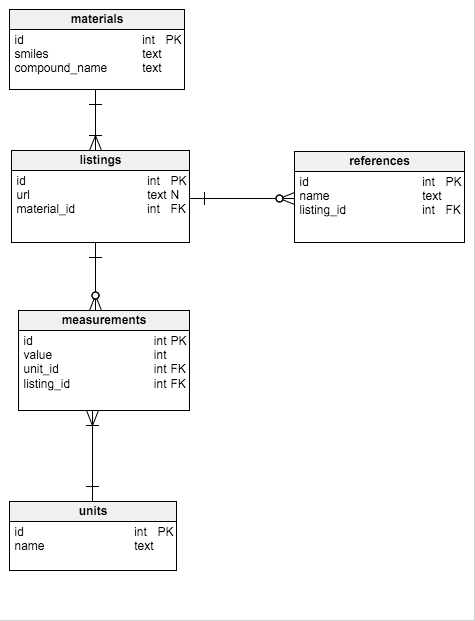 materials
id int PK
smiles text
compound_name text
listings
id int PK
url text N
material_id int FK
references
id int PK
name text
listing_id int FK
measurements
id int PK
value int
unit_id int FK
listing_id int FK
units
id int PK
name text